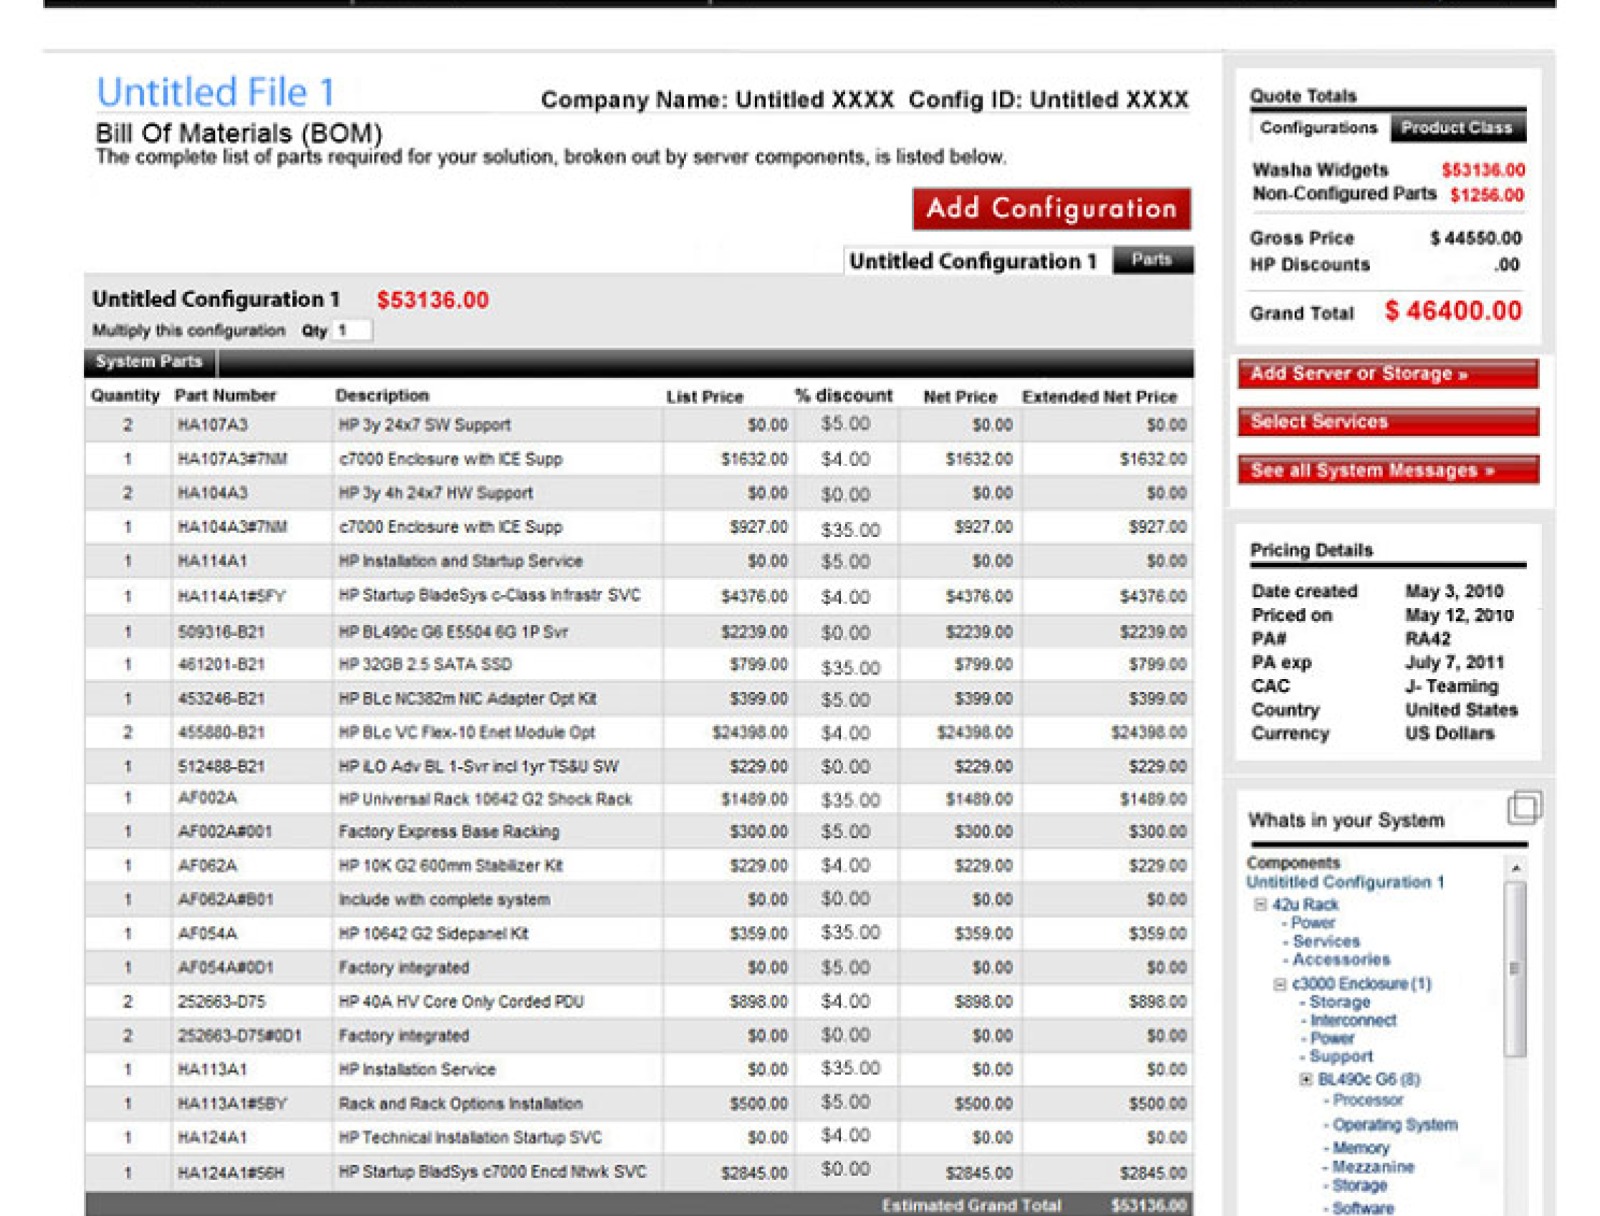 Untitled File 1
Company Name: Untitled XXXX Config ID: Untitled XXXX
Bill Of Materials (BOM)
The complete list of parts required for your solution, broken out by server components, is listed below.
Add Configuration
Untitled Configuration 1 Parts
Untitled Configuration 1 $53136.00
Multiply this configuration Qty 1
System Parts
Quantity Part Number Description List Price % discount Net Price Extended Net Price
2 HA107A3 HP 3y 24x7 SW Support $0.00 $5.00 $0.00 $0.00
1 HA107A3#7NM c7000 Enclosure with ICE Supp $1632.00 $4.00 $1632.00 $1632.00
2 HA104A3 HP 3y 4h 24x7 HW Support $0.00 $0.00 $0.00 $0.00
1 HA104A3#7NM c7000 Enclosure with ICE Supp $927.00 $35.00 $927.00 $927.00
1 HA114A1 HP Installation and Startup Service $0.00 $5.00 $0.00 $0.00
1 HA114A1#5FY HP Startup BladeSys c-Class Infrastr SVC $4376.00 $4.00 $4376.00 $4376.00
1 509316-B21 HP BL490c G6 E5504 6G 1P Svr $2239.00 $0.00 $2239.00 $2239.00
1 461201-B21 HP 32GB 2.5 SATA SSD $799.00 $35.00 $799.00 $799.00
1 453246-B21 HP BLc NC382m NIC Adapter Opt Kit $399.00 $5.00 $399.00 $399.00
2 455880-B21 HP BLc VC Flex-10 Enet Module Opt $24398.00 $4.00 $24398.00 $24398.00
1 512488-B21 HP iLO Adv BL 1-Svr incl 1yr TS&U SW $229.00 $0.00 $229.00 $229.00
1 AF002A HP Universal Rack 10642 G2 Shock Rack $1489.00 $35.00 $1489.00 $1489.00
1 AF002A#001 Factory Express Base Racking $300.00 $5.00 $300.00 $300.00
1 AF062A HP 10K G2 600mm Stabilizer Kit $229.00 $4.00 $229.00 $229.00
1 AF062A#B01 Include with complete system $0.00 $0.00 $0.00 $0.00
1 AF054A HP 10642 G2 Sidepanel Kit $359.00 $35.00 $359.00 $359.00
1 AF054A#0D1 Factory integrated $0.00 $5.00 $0.00 $0.00
2 252663-D75 HP 40A HV Core Only Corded PDU $898.00 $4.00 $898.00 $898.00
2 252663-D75#0D1 Factory integrated $0.00 $0.00 $0.00 $0.00
1 HA113A1 HP Installation Service $0.00 $35.00 $0.00 $0.00
1 HA113A1#5BY Rack and Rack Options Installation $500.00 $5.00 $500.00 $500.00
1 HA124A1 HP Technical Installation Startup SVC $0.00 $4.00 $0.00 $0.00
1 HA124A1#56H HP Startup BladSys c7000 Encd Ntwk SVC $2845.00 $0.00 $2845.00 $2845.00
Estimated Grand Total $53136.00
Quote Totals
Configurations Product Class
Washa Widgets $53136.00
Non-Configured Parts $1256.00
Gross Price $ 44550.00
HP Discounts .00
Grand Total $ 46400.00
Add Server or Storage »
Select Services
See all System Messages »
Pricing Details
Date created May 3, 2010
Priced on May 12, 2010
PA# RA42
PA exp July 7, 2011
CAC J- Teaming
Country United States
Currency US Dollars
Whats in your System
Components
Untititled Configuration 1
42u Rack
- Power
- Services
- Accessories
c3000 Enclosure (1)
- Storage
- Interconnect
- Power
- Support
BL490c G6 (8)
- Processor
- Operating System
- Memory
- Mezzanine
- Storage
- Software